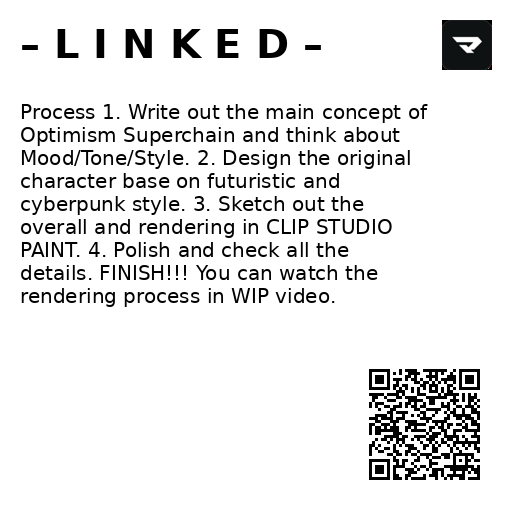 – L I N K E D –
Process 1. Write out the main concept of
Optimism Superchain and think about
Mood/Tone/Style. 2. Design the original
character base on futuristic and
cyberpunk style. 3. Sketch out the
overall and rendering in CLIP STUDIO
PAINT. 4. Polish and check all the
details. FINISH!!! You can watch the
rendering process in WIP video.